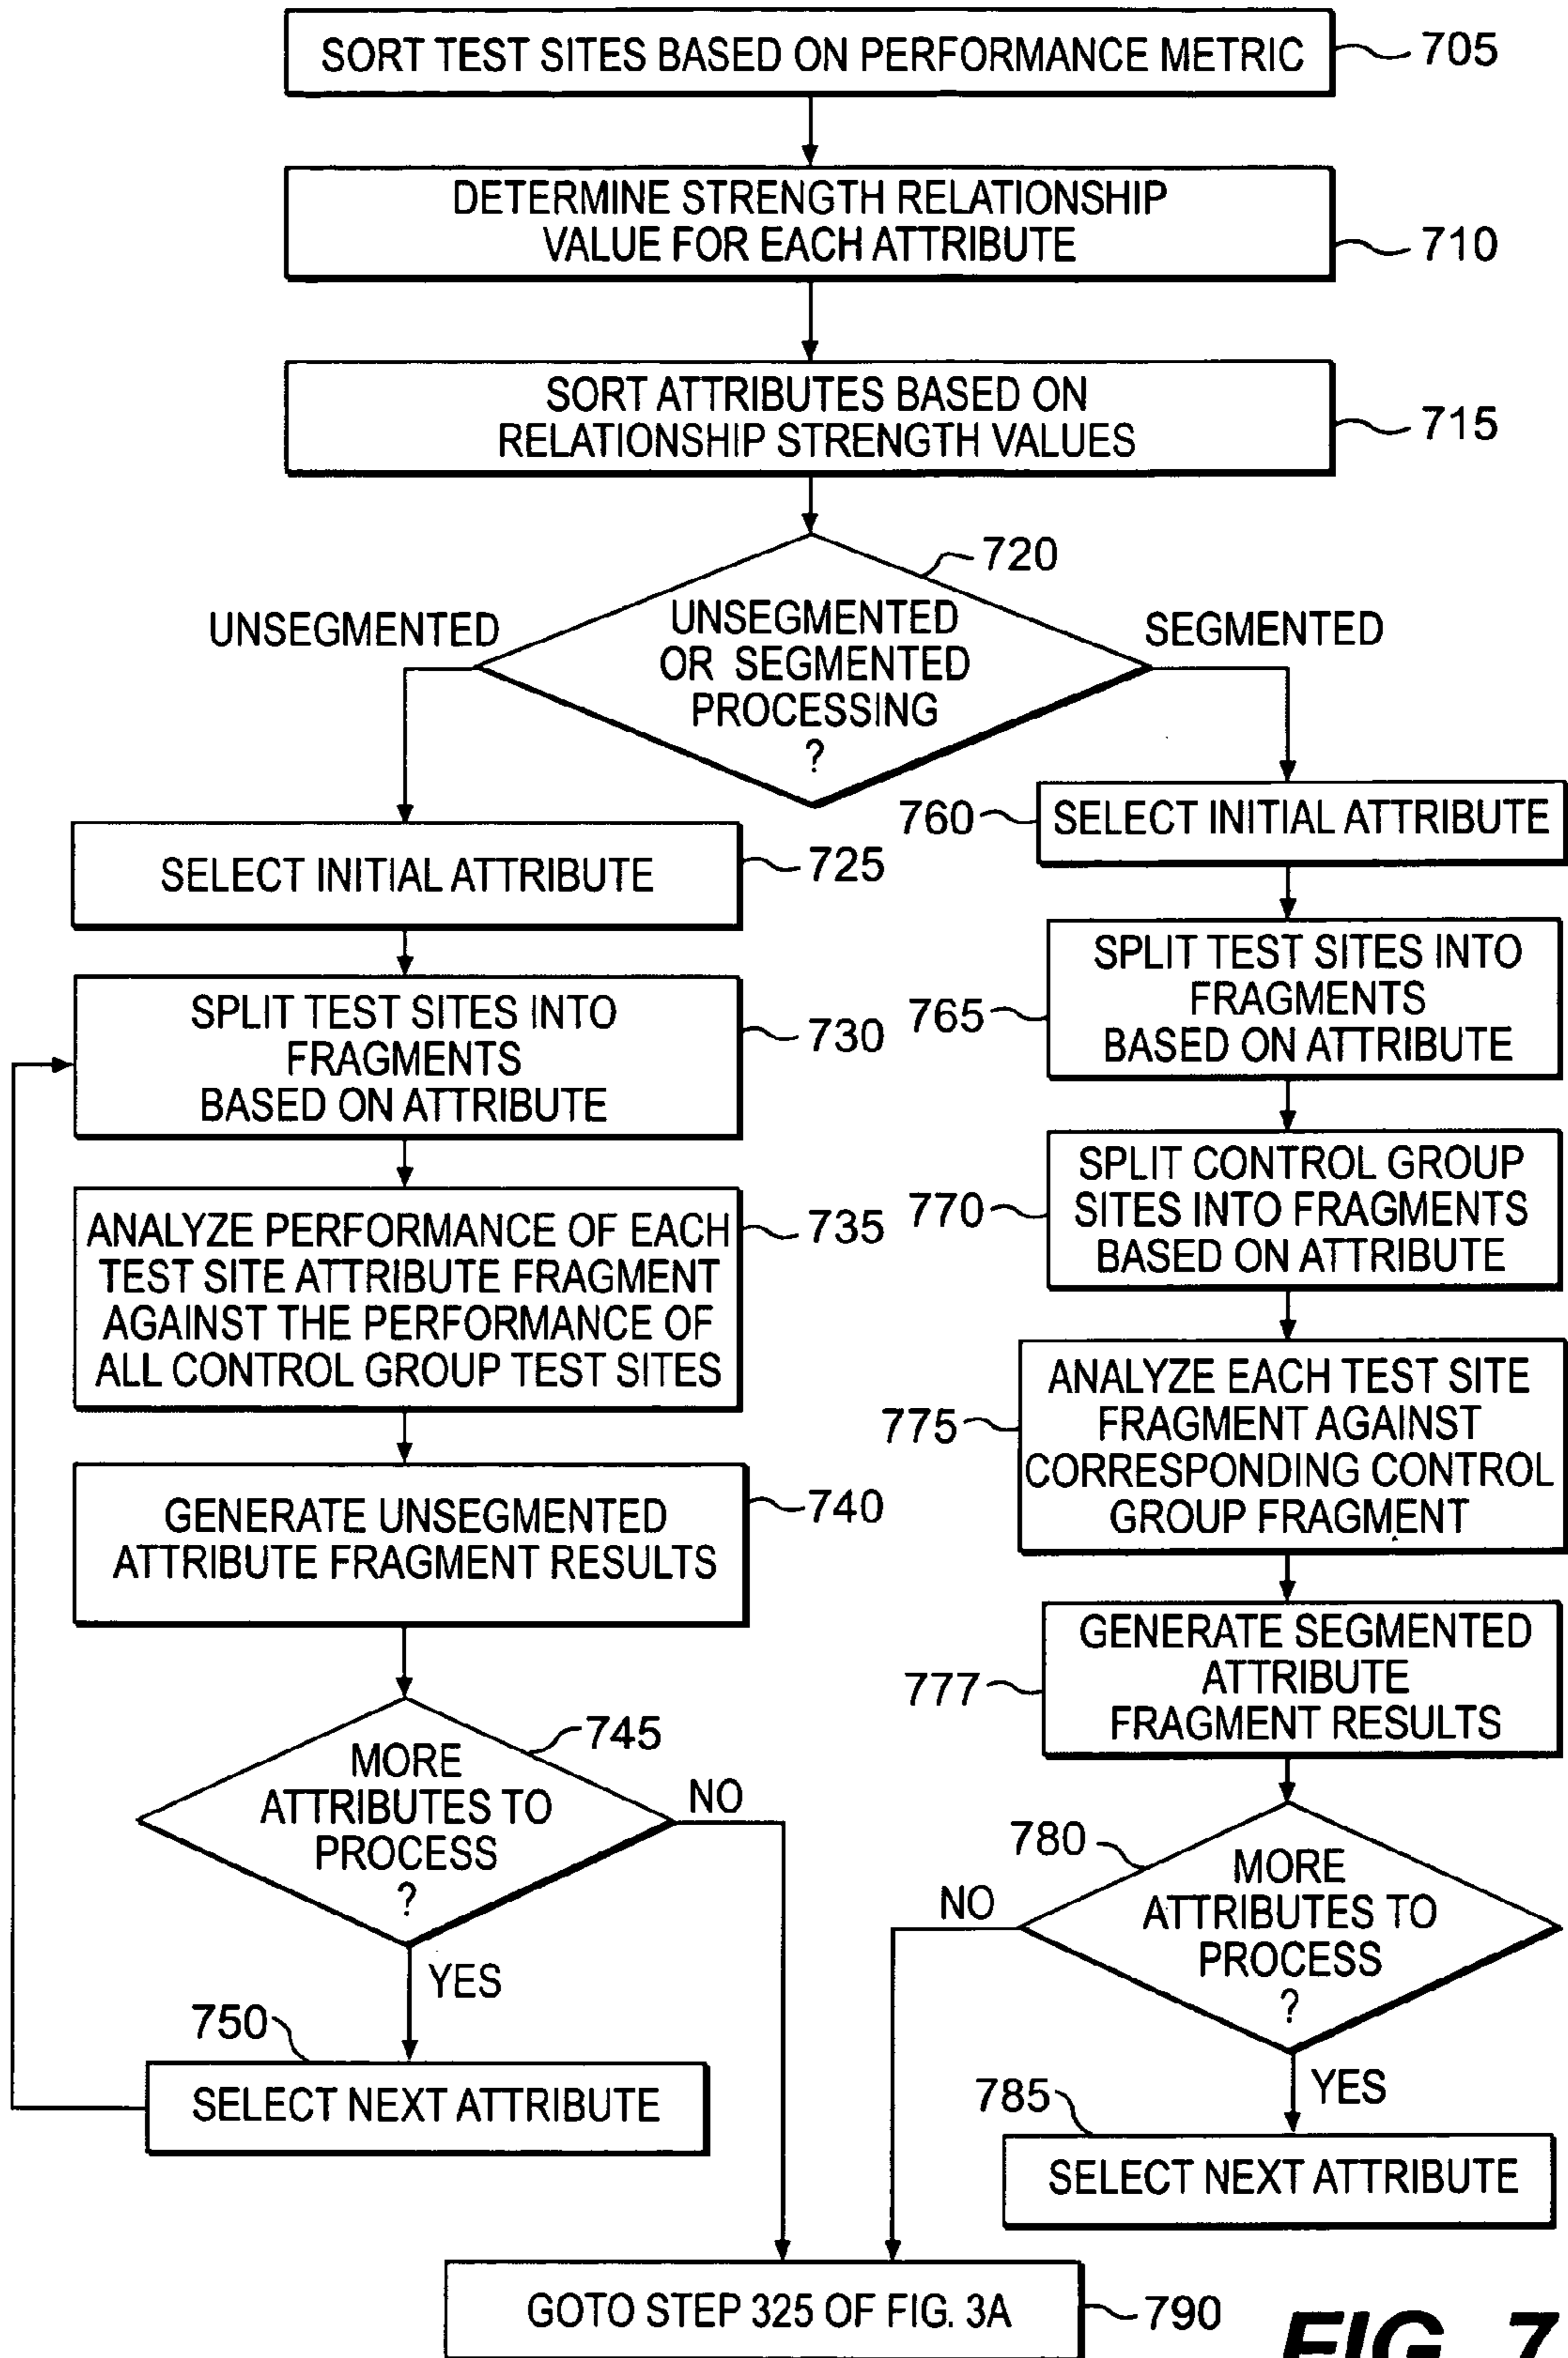 SORT TEST SITES BASED ON PERFORMANCE METRIC
705
DETERMINE STRENGTH RELATIONSHIP
VALUE FOR EACH ATTRIBUTE
710
SORT ATTRIBUTES BASED ON
RELATIONSHIP STRENGTH VALUES
715
720
UNSEGMENTED
UNSEGMENTED
OR SEGMENTED
PROCESSING
?
SEGMENTED
SELECT INITIAL ATTRIBUTE
725
SPLIT TEST SITES INTO
FRAGMENTS
BASED ON ATTRIBUTE
730
ANALYZE PERFORMANCE OF EACH
TEST SITE ATTRIBUTE FRAGMENT
AGAINST THE PERFORMANCE OF
ALL CONTROL GROUP TEST SITES
735
GENERATE UNSEGMENTED
ATTRIBUTE FRAGMENT RESULTS
740
745
MORE
ATTRIBUTES TO
PROCESS
?
NO
YES
750
SELECT NEXT ATTRIBUTE
760
SELECT INITIAL ATTRIBUTE
765
SPLIT TEST SITES INTO
FRAGMENTS
BASED ON ATTRIBUTE
770
SPLIT CONTROL GROUP
SITES INTO FRAGMENTS
BASED ON ATTRIBUTE
775
ANALYZE EACH TEST SITE
FRAGMENT AGAINST
CORRESPONDING CONTROL
GROUP FRAGMENT
777
GENERATE SEGMENTED
ATTRIBUTE
FRAGMENT RESULTS
780
MORE
ATTRIBUTES TO
PROCESS
?
NO
YES
785
SELECT NEXT ATTRIBUTE
GOTO STEP 325 OF FIG. 3A
790
FIG. 7